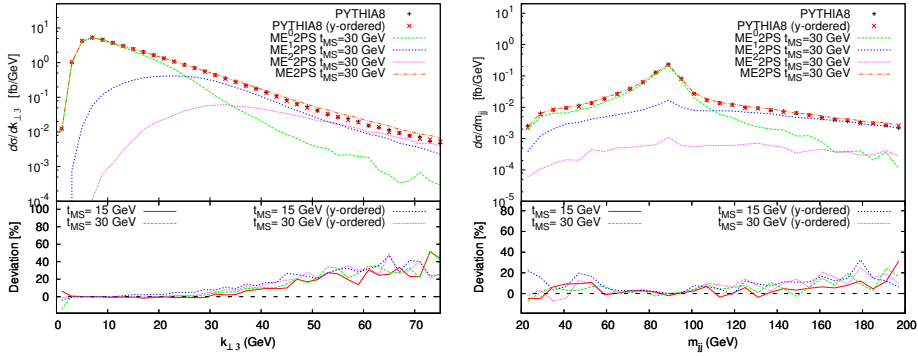 PYTHIA8
PYTHIA8 (y-ordered)
ME⁰2PS t_MS=30 GeV
ME¹2PS t_MS=30 GeV
ME²2PS t_MS=30 GeV
ME2PS t_MS=30 GeV
dσ/dk⊥3 [fb/GeV]
10¹
10⁰
10⁻¹
10⁻²
10⁻³
10⁻⁴
t_MS= 15 GeV
t_MS= 30 GeV
t_MS= 15 GeV (y-ordered)
t_MS= 30 GeV (y-ordered)
Deviation [%]
100
80
60
40
20
0
0 10 20 30 40 50 60 70
k⊥3 (GeV)
PYTHIA8
PYTHIA8 (y-ordered)
ME⁰2PS t_MS=30 GeV
ME¹2PS t_MS=30 GeV
ME²2PS t_MS=30 GeV
ME2PS t_MS=30 GeV
dσ/dm_jj [fb/GeV]
10¹
10⁰
10⁻¹
10⁻²
10⁻³
10⁻⁴
10⁻⁵
t_MS= 15 GeV
t_MS= 30 GeV
t_MS= 15 GeV (y-ordered)
t_MS= 30 GeV (y-ordered)
Deviation [%]
80
60
40
20
0
20 40 60 80 100 120 140 160 180 200
m_jj (GeV)